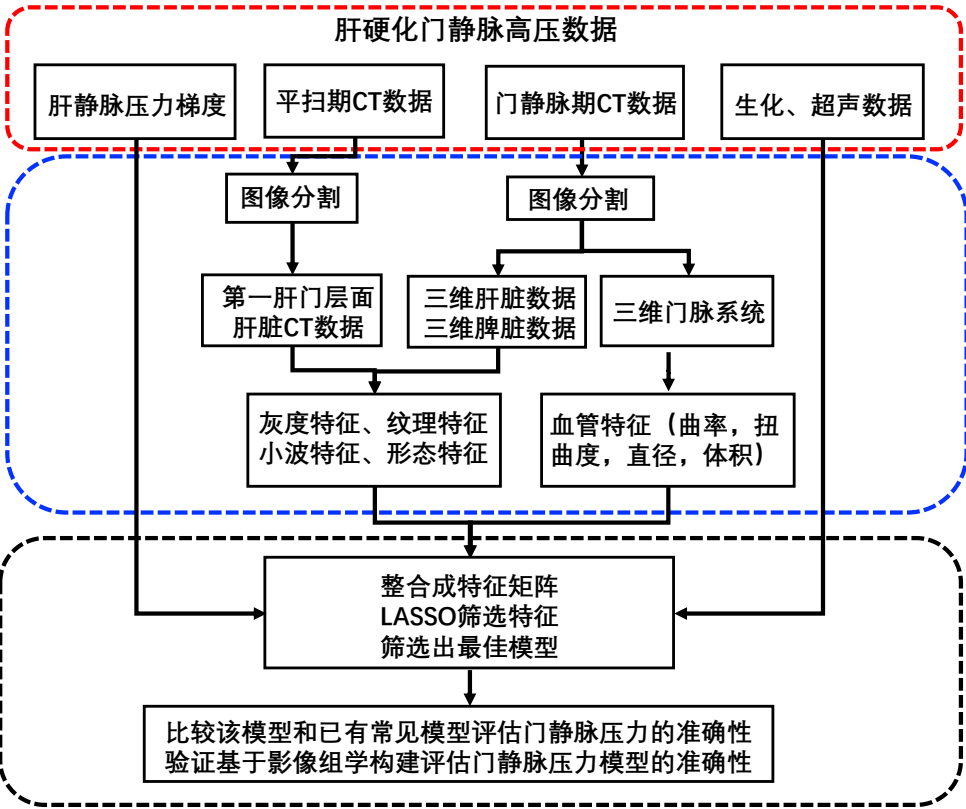 肝硬化门静脉高压数据
肝静脉压力梯度
平扫期CT数据
门静脉期CT数据
生化、超声数据
图像分割
图像分割
第一肝门层面
肝脏CT数据
三维肝脏数据
三维脾脏数据
三维门脉系统
灰度特征、纹理特征
小波特征、形态特征
血管特征（曲率，扭
曲度，直径，体积）
整合成特征矩阵
LASSO筛选特征
筛选出最佳模型
比较该模型和已有常见模型评估门静脉压力的准确性
验证基于影像组学构建评估门静脉压力模型的准确性